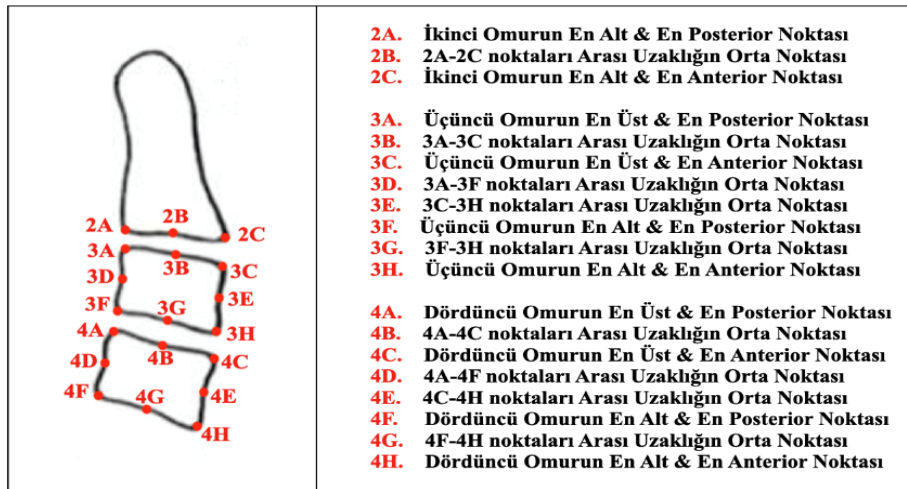 2A. İkinci Omurun En Alt & En Posterior Noktası
2B. 2A-2C noktaları Arası Uzaklığın Orta Noktası
2C. İkinci Omurun En Alt & En Anterior Noktası
3A. Üçüncü Omurun En Üst & En Posterior Noktası
3B. 3A-3C noktaları Arası Uzaklığın Orta Noktası
3C. Üçüncü Omurun En Üst & En Anterior Noktası
3D. 3A-3F noktaları Arası Uzaklığın Orta Noktası
3E. 3C-3H noktaları Arası Uzaklığın Orta Noktası
3F. Üçüncü Omurun En Alt & En Posterior Noktası
3G. 3F-3H noktaları Arası Uzaklığın Orta Noktası
3H. Üçüncü Omurun En Alt & En Anterior Noktası
4A. Dördüncü Omurun En Üst & En Posterior Noktası
4B. 4A-4C noktaları Arası Uzaklığın Orta Noktası
4C. Dördüncü Omurun En Üst & En Anterior Noktası
4D. 4A-4F noktaları Arası Uzaklığın Orta Noktası
4E. 4C-4H noktaları Arası Uzaklığın Orta Noktası
4F. Dördüncü Omurun En Alt & En Posterior Noktası
4G. 4F-4H noktaları Arası Uzaklığın Orta Noktası
4H. Dördüncü Omurun En Alt & En Anterior Noktası
2A 2B 2C
3A 3B 3C
3D 3E
3F 3G 3H
4A 4B 4C
4D 4E
4F 4G 4H